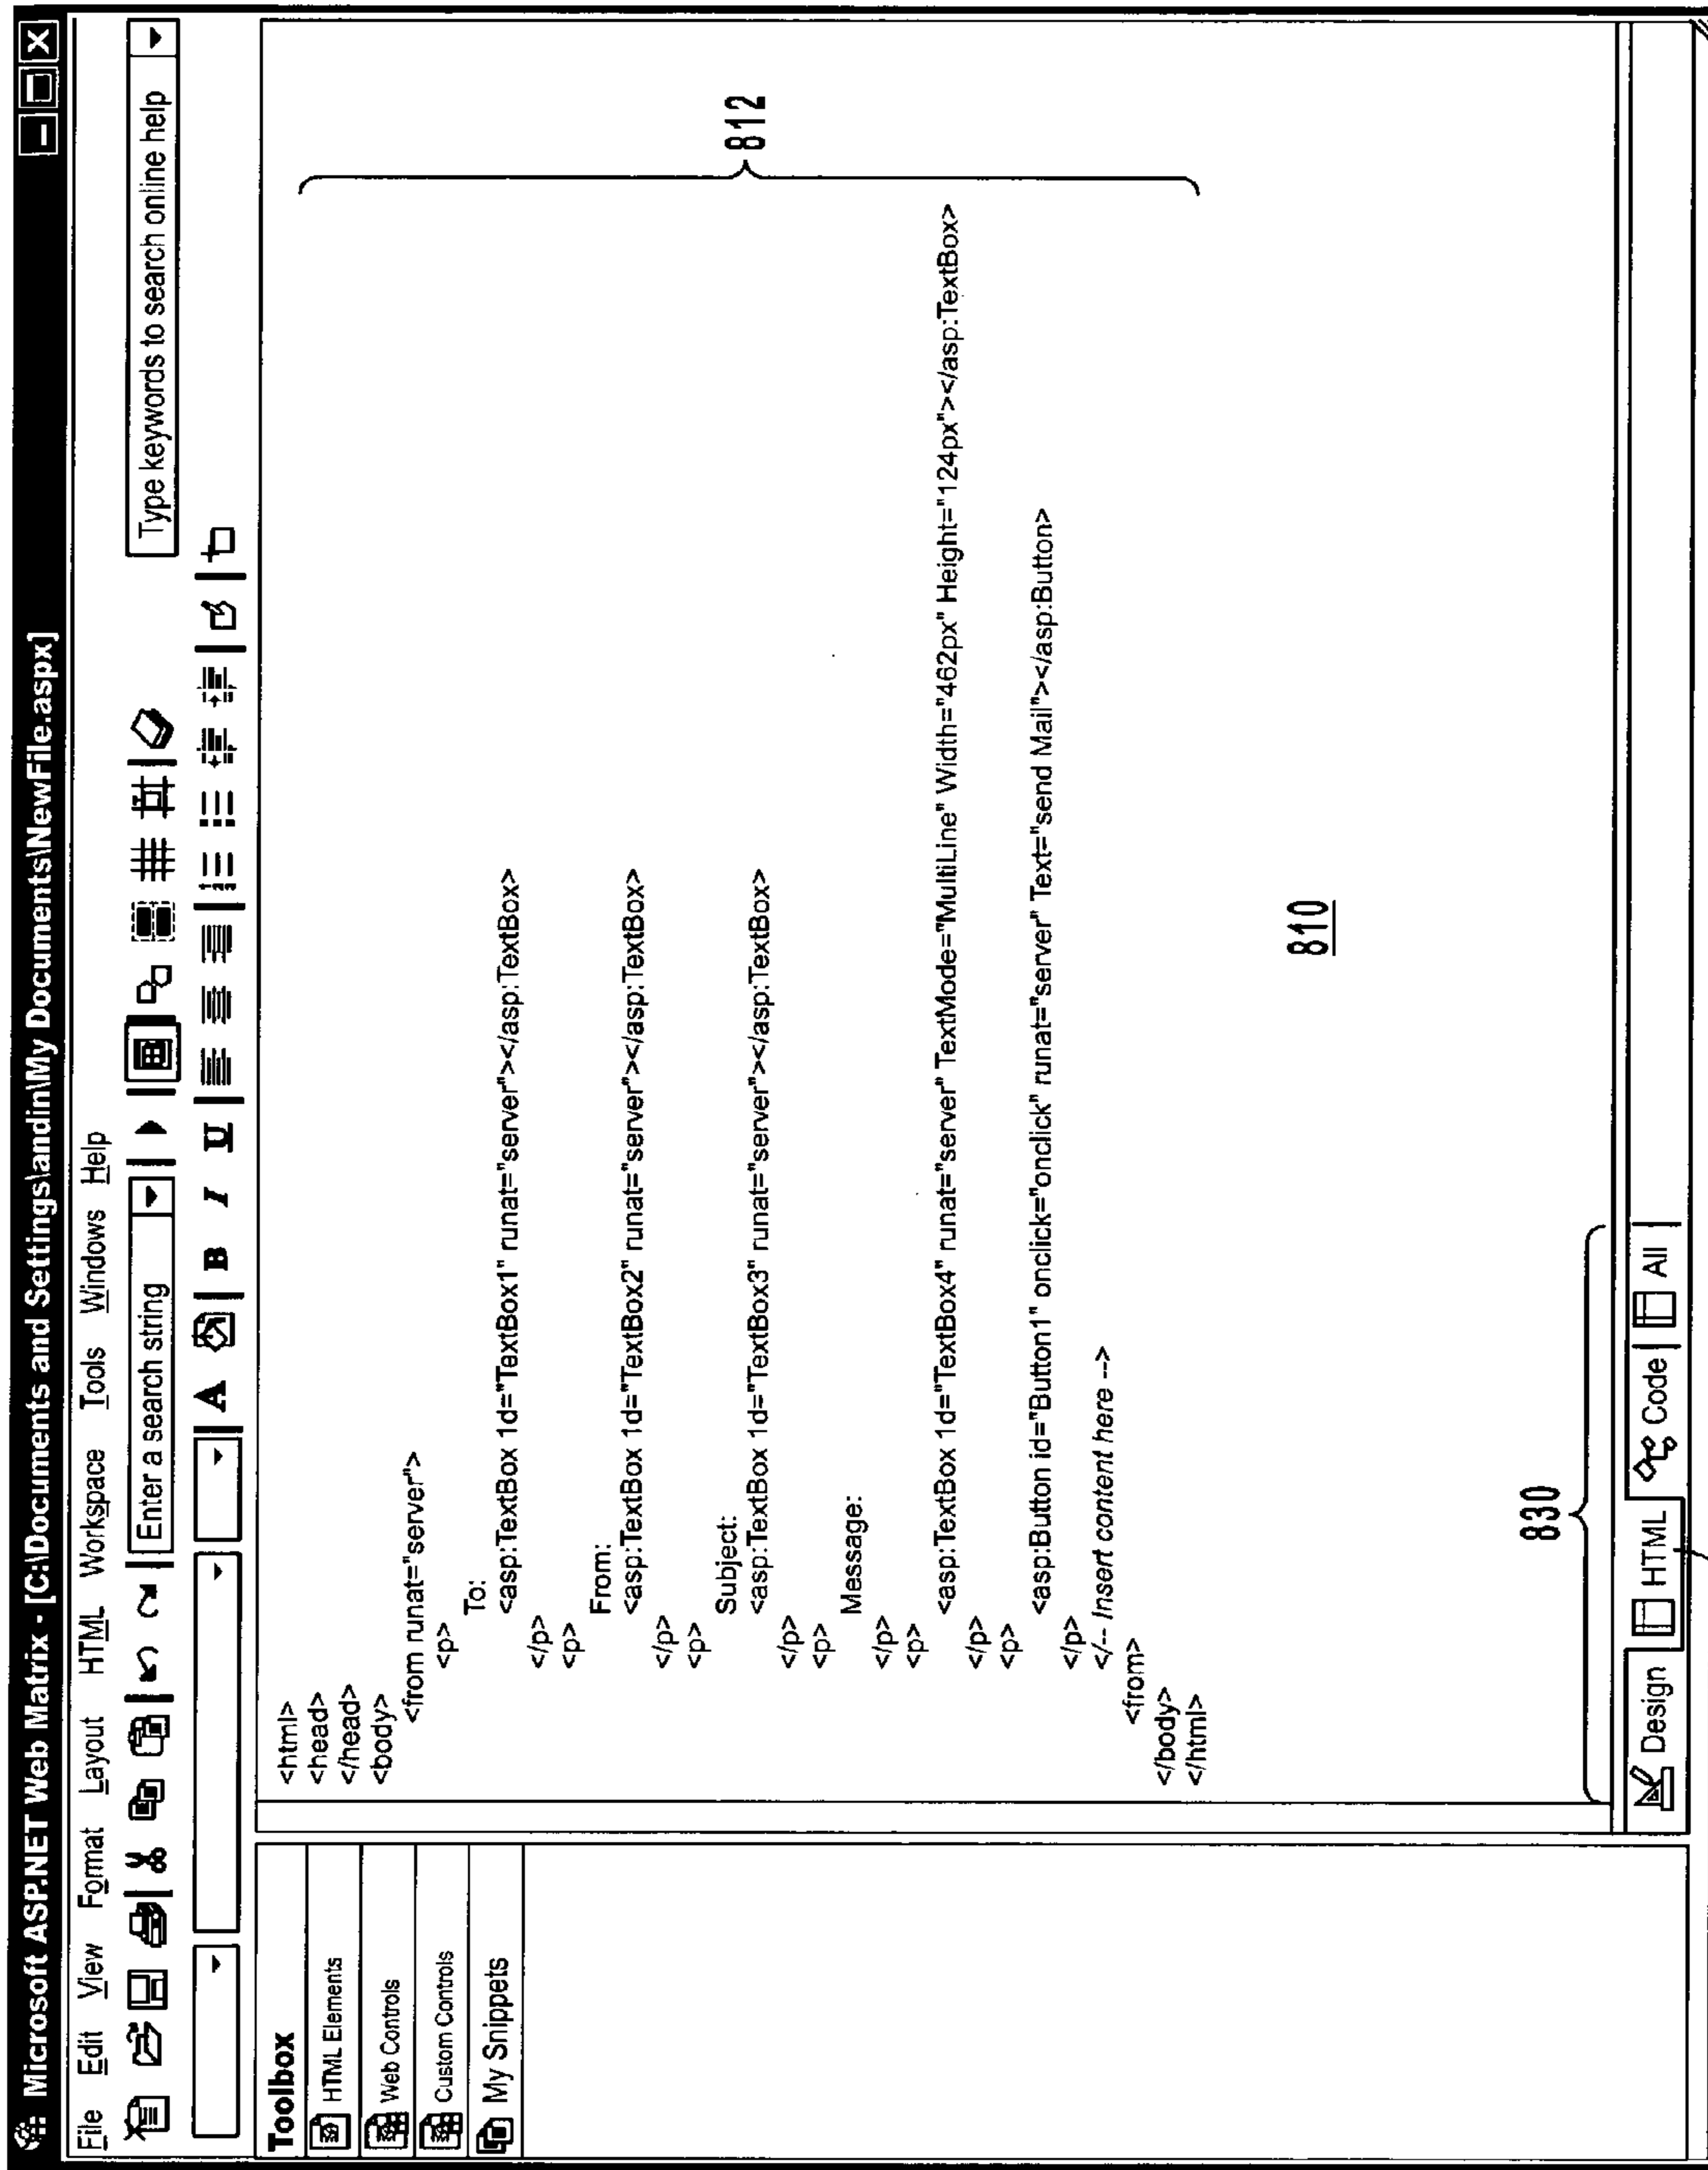 Microsoft ASP.NET Web Matrix - [C:\Documents and Settings\andin\My Documents\NewFile.aspx]
File Edit View Format Layout HTML Workspace Tools Windows Help
Enter a search string
Type keywords to search online help
A B I U
Toolbox
HTML Elements
Web Controls
Custom Controls
My Snippets
<html>
<head>
</head>
<body>
<from runat="server">
<p>
To:
<asp:TextBox 1d="TextBox1" runat="server"></asp:TextBox>
</p>
<p>
From:
<asp:TextBox 1d="TextBox2" runat="server"></asp:TextBox>
</p>
<p>
Subject:
<asp:TextBox 1d="TextBox3" runat="server"></asp:TextBox>
</p>
<p>
Message:
</p>
<p>
<asp:TextBox 1d="TextBox4" runat="server" TextMode="MultiLine" Width="462px" Height="124px"></asp:TextBox>
</p>
<p>
<asp:Button id="Button1" onclick="onclick" runat="server" Text="send Mail"></asp:Button>
</p>
</-- Insert content here -->
<from>
</body>
</html>
812
810
830
Design HTML Code All